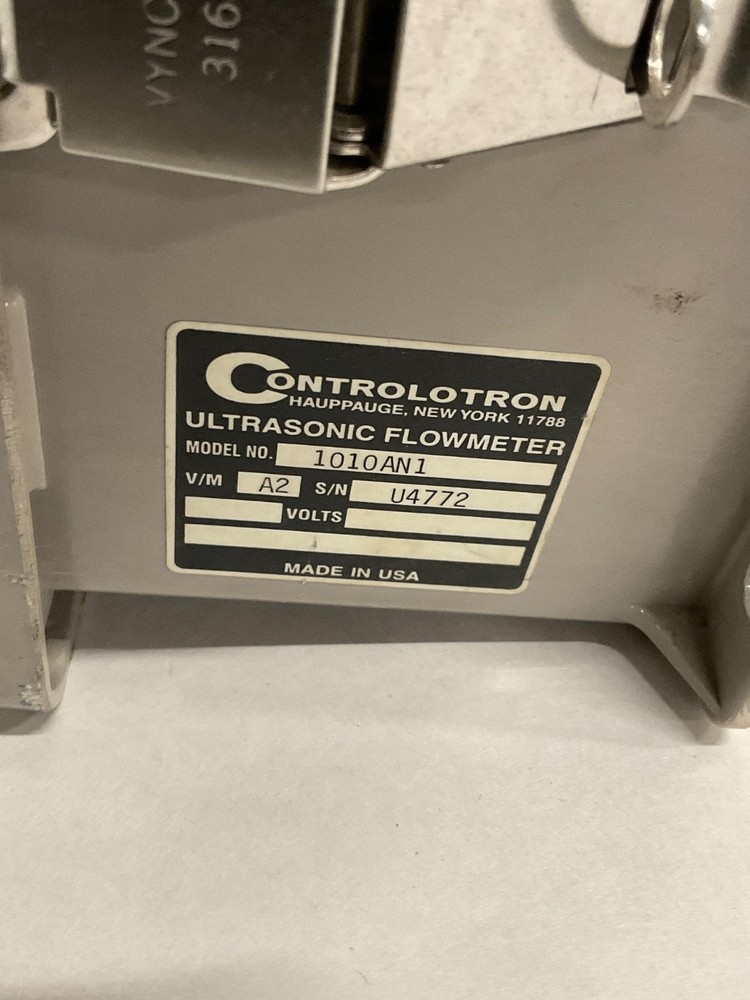 VYNC
316
CONTROLOTRON
HAUPPAUGE, NEW YORK 11788
ULTRASONIC FLOWMETER
MODEL NO. 1010AN1
V/M A2 S/N U4772
VOLTS
MADE IN USA